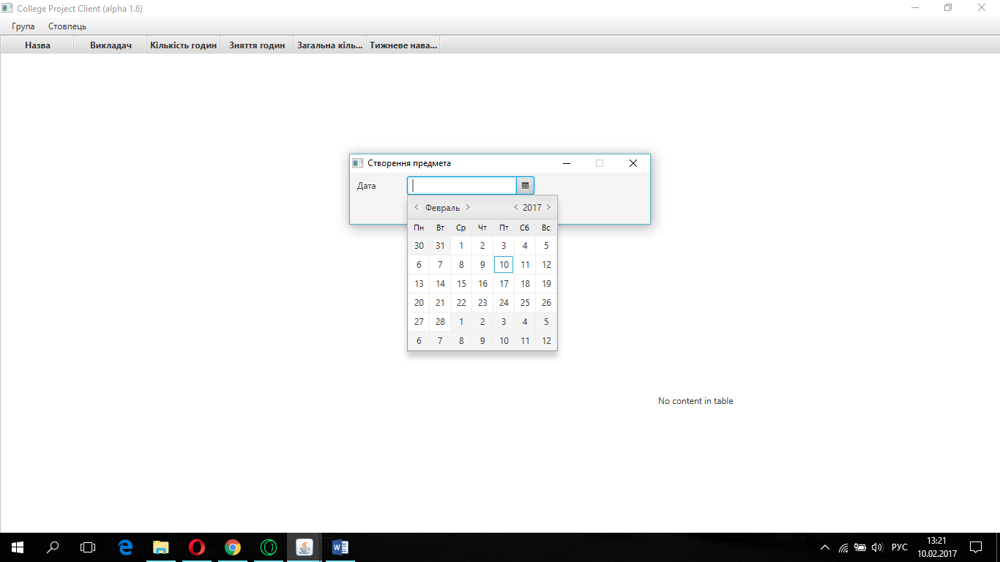 College Project Client (alpha 1.6)
Група Стовпець
Назва Викладач Кількість годин Зняття годин Загальна кіль... Тижневе нава...
Створення предмета
Дата
Февраль 2017
Пн Вт Ср Чт Пт Сб Вс
30 31 1 2 3 4 5
6 7 8 9 10 11 12
13 14 15 16 17 18 19
20 21 22 23 24 25 26
27 28 1 2 3 4 5
6 7 8 9 10 11 12
No content in table
РУС
13:21
10.02.2017